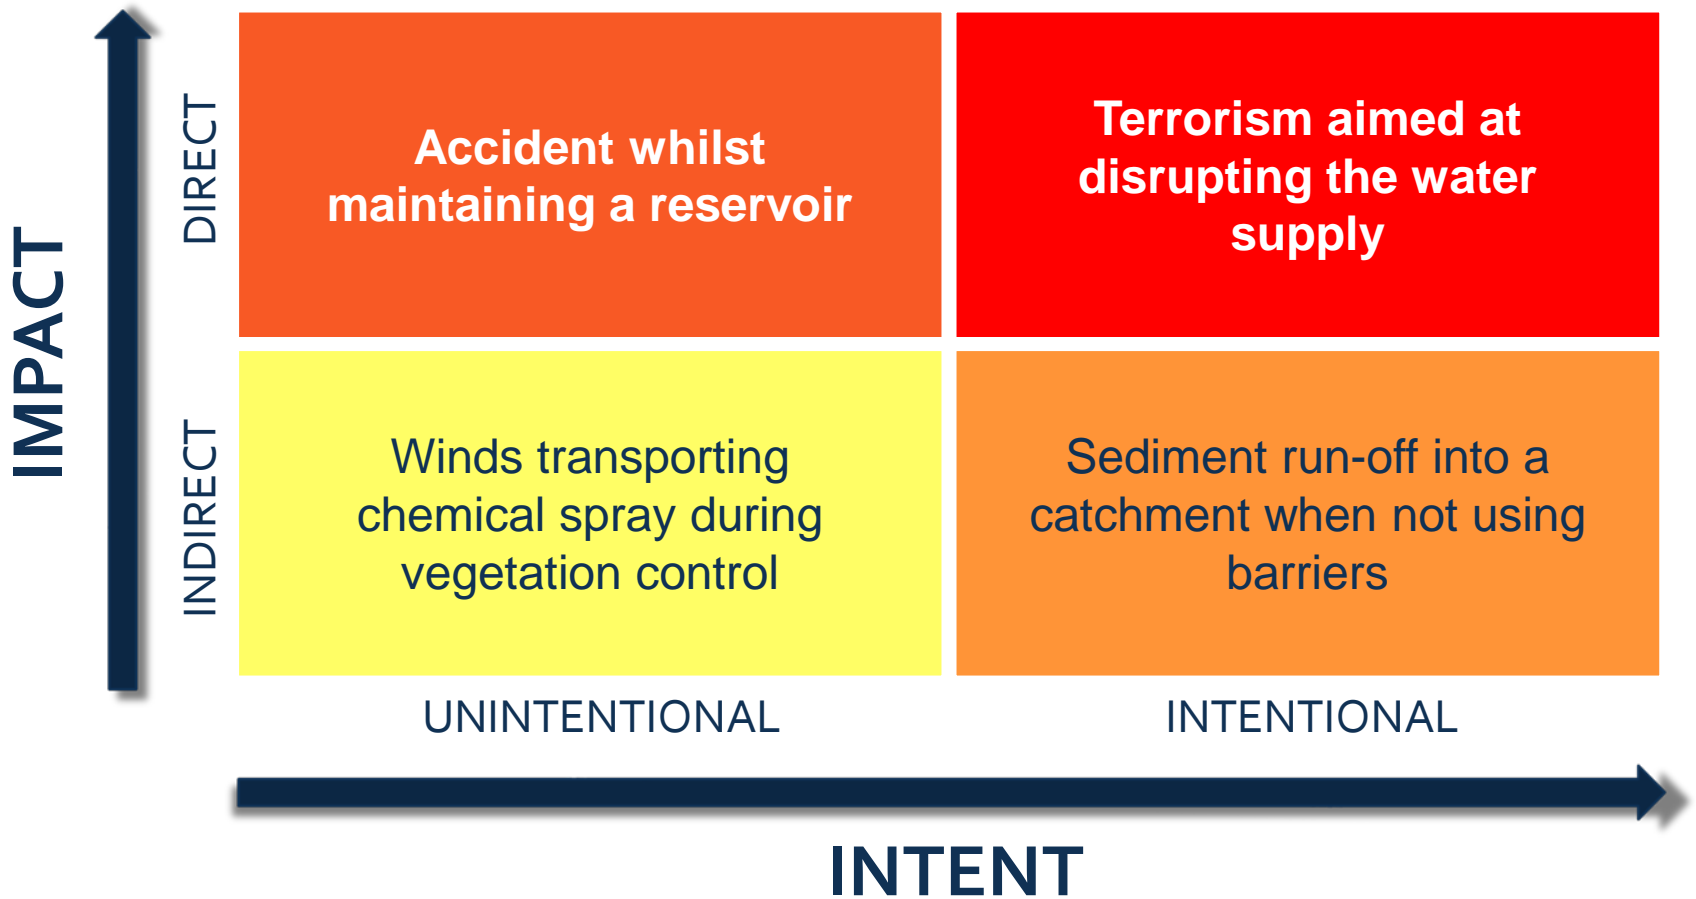 IMPACT
DIRECT
Accident whilst
maintaining a reservoir
Terrorism aimed at
disrupting the water
supply
INDIRECT
Winds transporting
chemical spray during
vegetation control
Sediment run-off into a
catchment when not using
barriers
UNINTENTIONAL
INTENTIONAL
INTENT